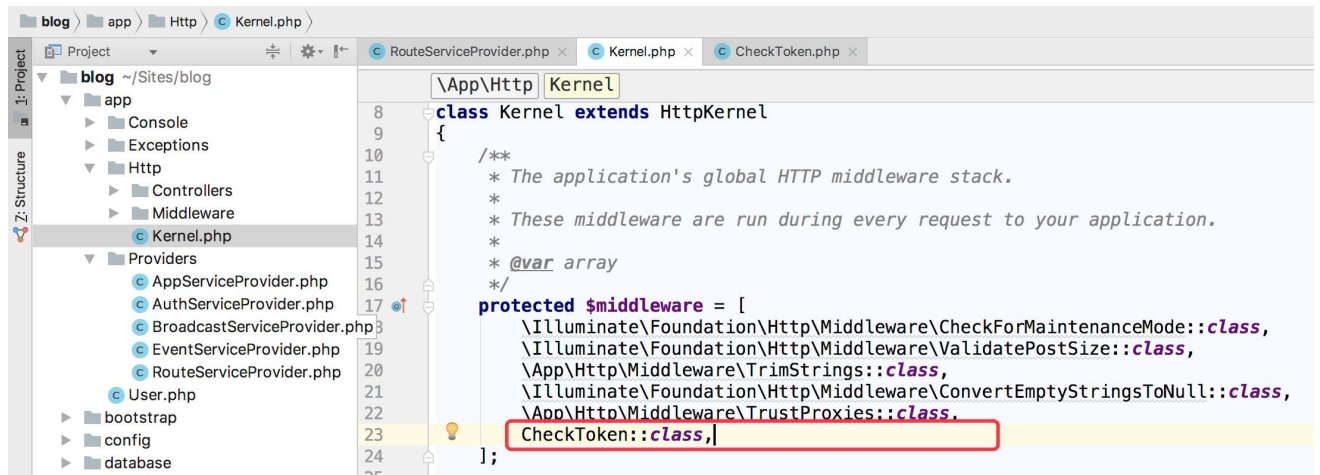 blog app Http Kernel.php
Project
RouteServiceProvider.php
Kernel.php
CheckToken.php
1: Project
Z: Structure
blog ~/Sites/blog
app
Console
Exceptions
Http
Controllers
Middleware
Kernel.php
Providers
AppServiceProvider.php
AuthServiceProvider.php
BroadcastServiceProvider.php
EventServiceProvider.php
RouteServiceProvider.php
User.php
bootstrap
config
database
\App\Http Kernel
8 class Kernel extends HttpKernel
9 {
10 /**
11 * The application's global HTTP middleware stack.
12 *
13 * These middleware are run during every request to your application.
14 *
15 * @var array
16 */
17 protected $middleware = [
\Illuminate\Foundation\Http\Middleware\CheckForMaintenanceMode::class,
19 \Illuminate\Foundation\Http\Middleware\ValidatePostSize::class,
20 \App\Http\Middleware\TrimStrings::class,
21 \Illuminate\Foundation\Http\Middleware\ConvertEmptyStringsToNull::class,
22 \App\Http\Middleware\TrustProxies::class,
23 CheckToken::class,
24 ];